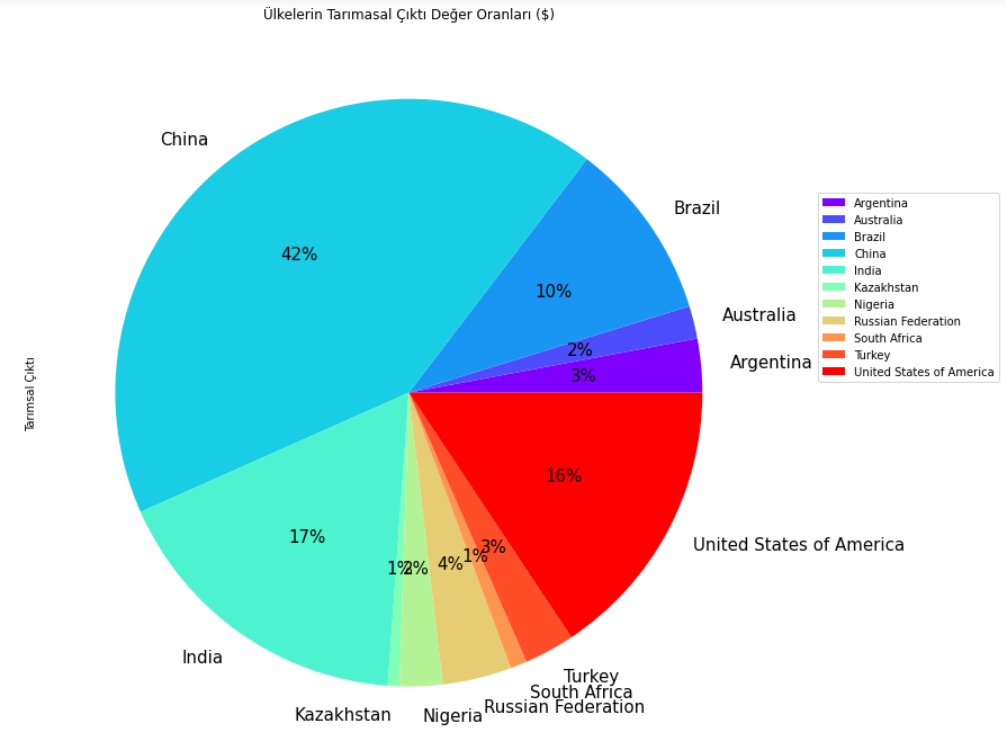 Ülkelerin Tarımasal Çıktı Değer Oranları ($)
China
Brazil
42%
10%
Australia
2%
Argentina
3%
Tarımsal Çıktı
16%
17%
United States of America
1%
2%
4%
1%
3%
India
Turkey
South Africa
Russian Federation
Kazakhstan
Nigeria
Argentina
Australia
Brazil
China
India
Kazakhstan
Nigeria
Russian Federation
South Africa
Turkey
United States of America